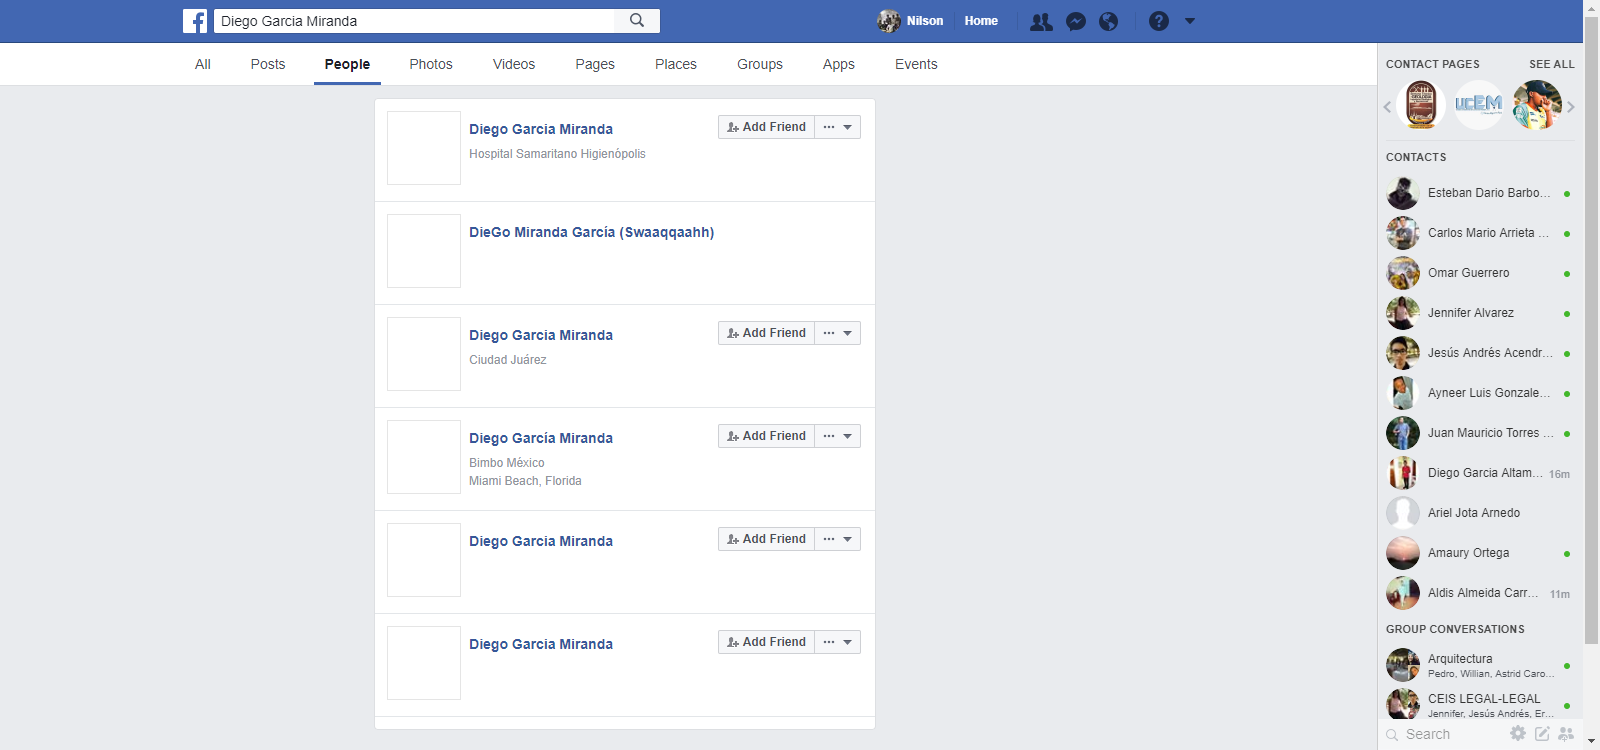 Diego Garcia Miranda
Nilson
Home
All
Posts
People
Photos
Videos
Pages
Places
Groups
Apps
Events
Diego Garcia Miranda
Hospital Samaritano Higienópolis
Add Friend
DieGo Miranda García (Swaaqqaahh)
Diego Garcia Miranda
Ciudad Juárez
Add Friend
Diego García Miranda
Bimbo México
Miami Beach, Florida
Add Friend
Diego Garcia Miranda
Add Friend
Diego Garcia Miranda
Add Friend
CONTACT PAGES
SEE ALL
UCEM
CONTACTS
Esteban Dario Barbo...
Carlos Mario Arrieta ...
Omar Guerrero
Jennifer Alvarez
Jesús Andrés Acendr...
Ayneer Luis Gonzale...
Juan Mauricio Torres ...
Diego Garcia Altam... 16m
Ariel Jota Arnedo
Amaury Ortega
Aldis Almeida Carr... 11m
GROUP CONVERSATIONS
Arquitectura
Pedro, Willian, Astrid Caro...
CEIS LEGAL-LEGAL
Jennifer, Jesús Andrés, Er...
Search